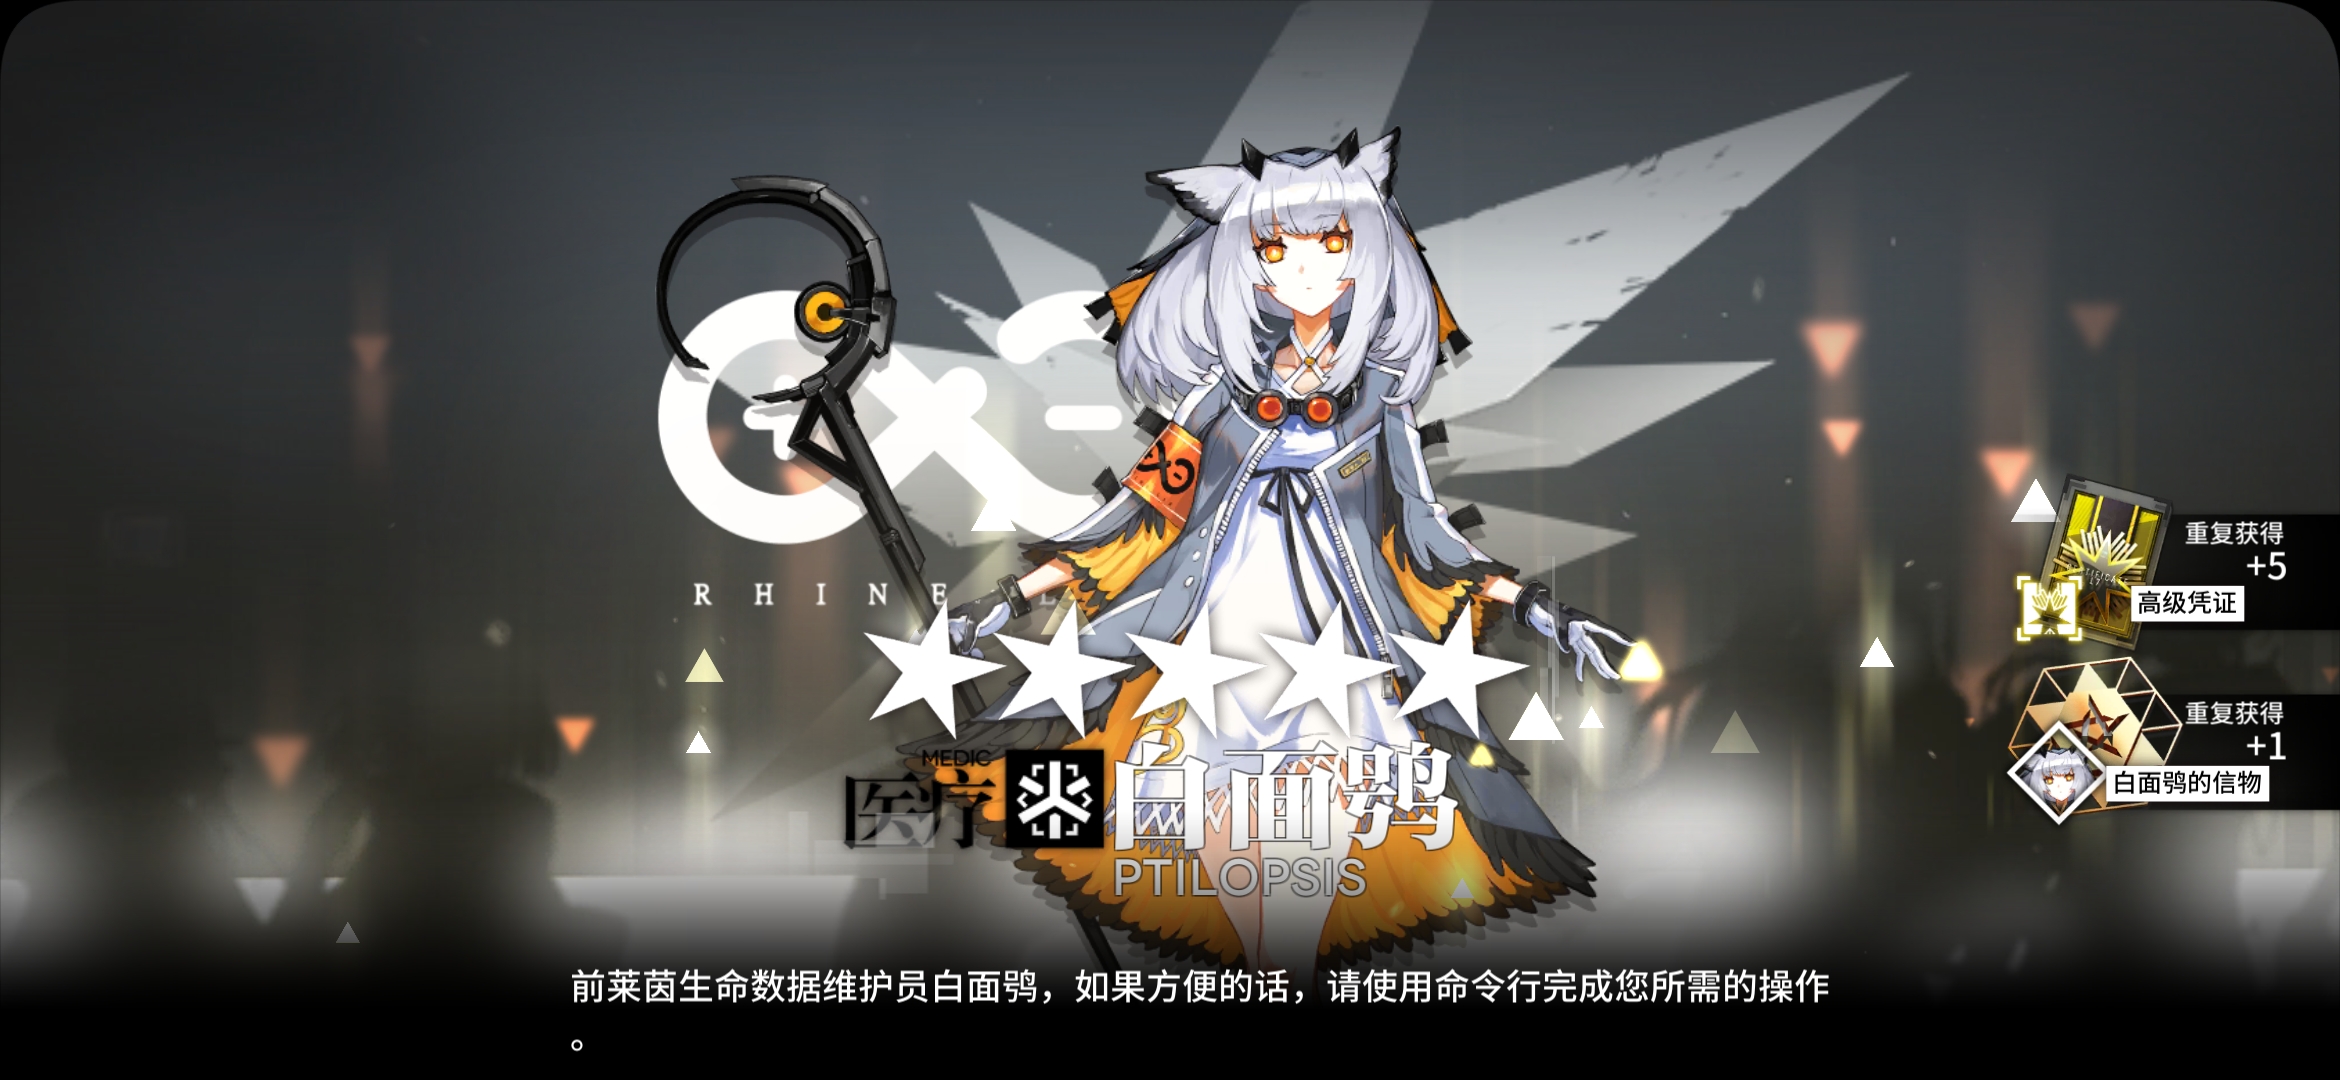 RHINE L
重复获得
+5
高级凭证
重复获得
+1
白面鸮的信物
MEDIC
医疗
白面鸮
PTILOPSIS
前莱茵生命数据维护员白面鸮，如果方便的话，请使用命令行完成您所需的操作
。